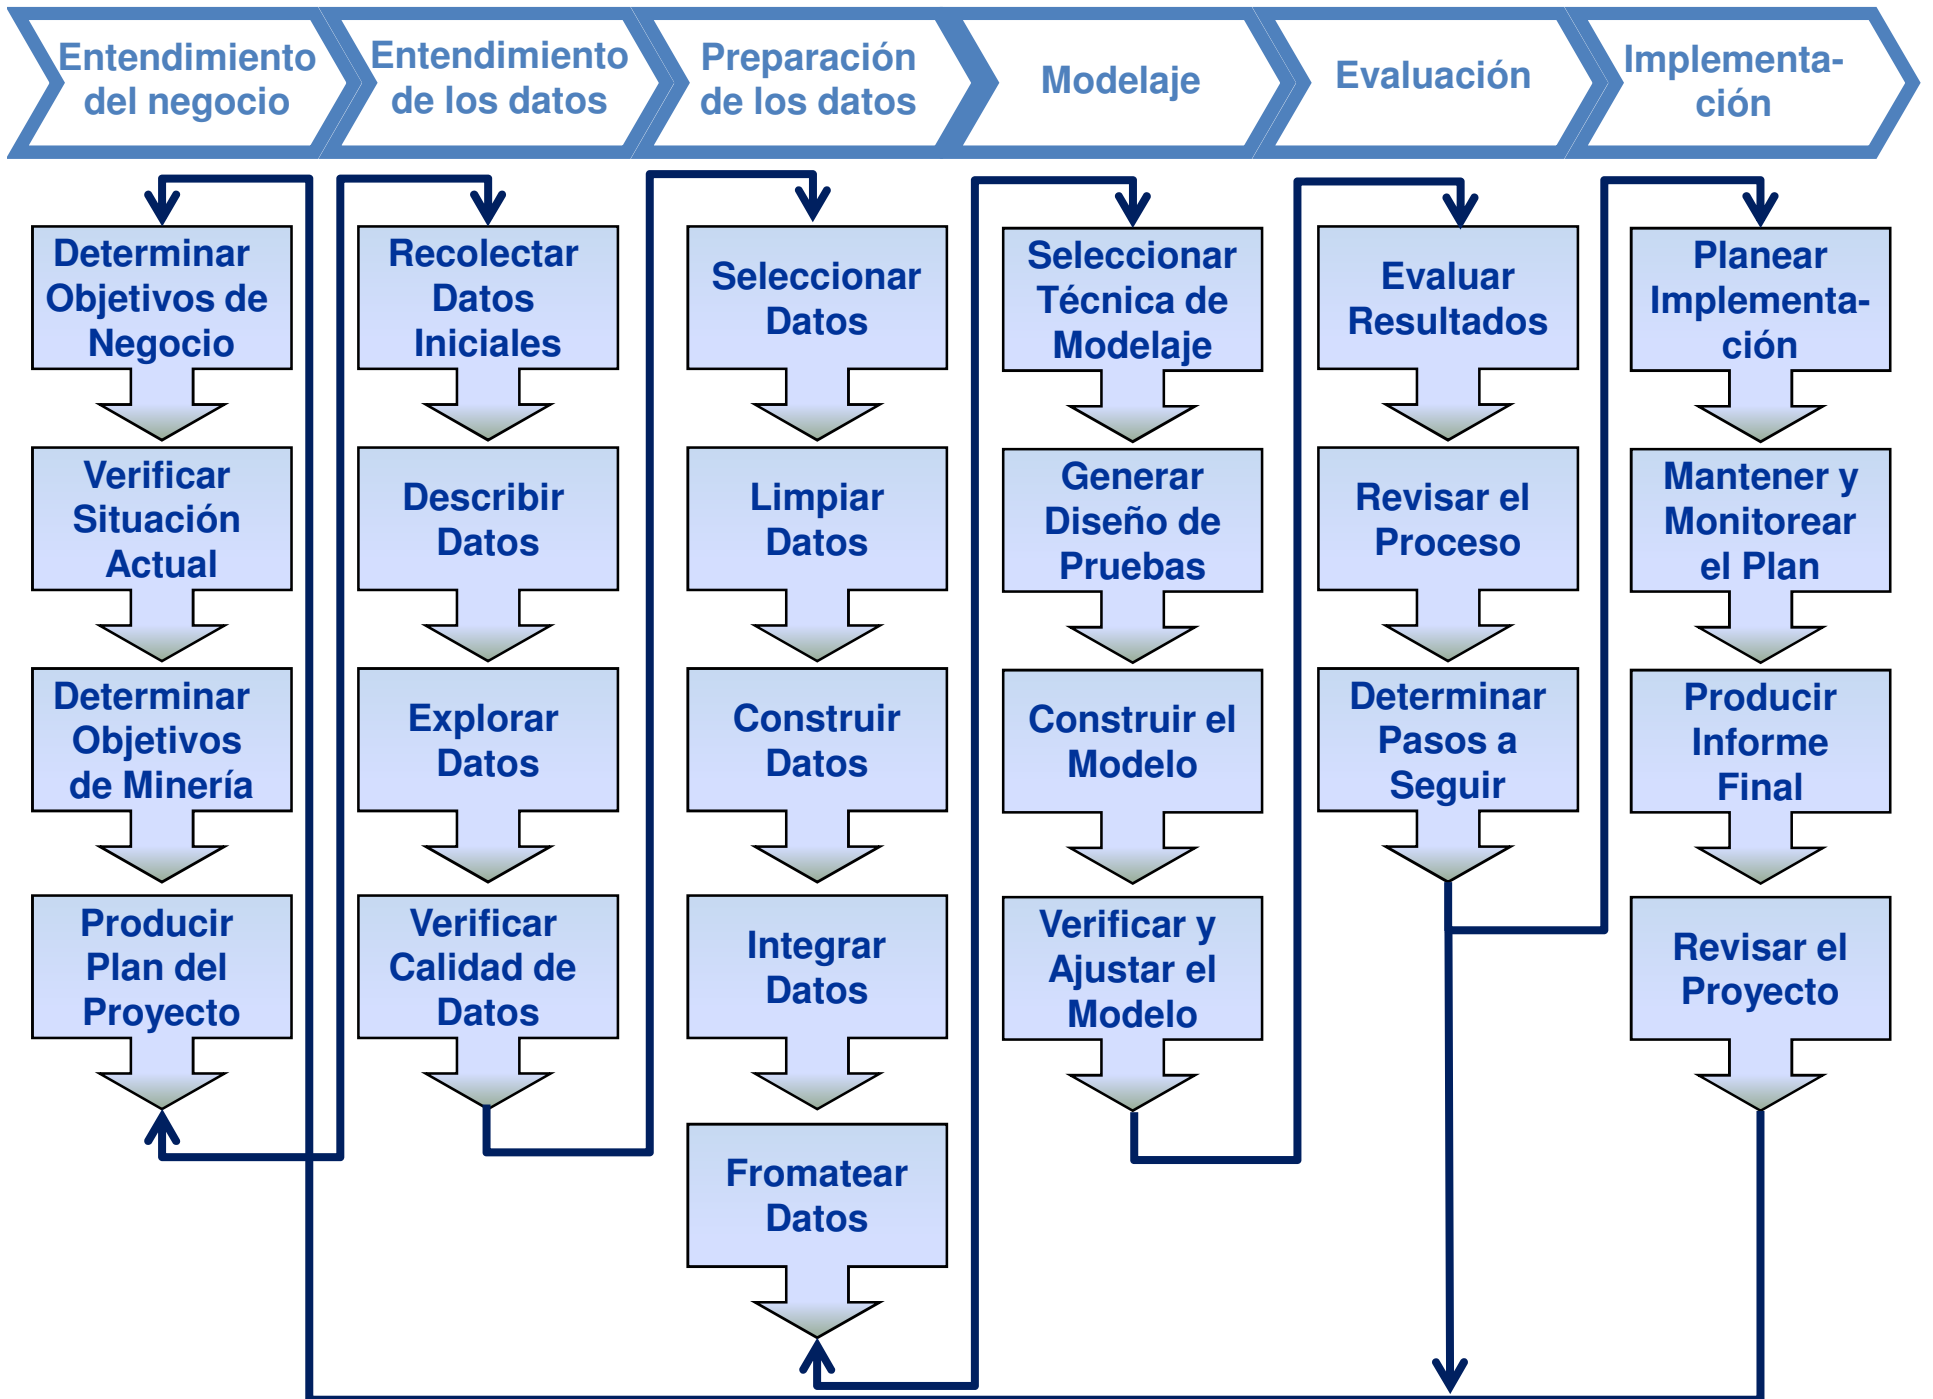 Entendimiento
del negocio
Entendimiento
de los datos
Preparación
de los datos
Modelaje
Evaluación
Implementa-
ción
Determinar
Objetivos de
Negocio
Verificar
Situación
Actual
Determinar
Objetivos
de Minería
Producir
Plan del
Proyecto
Recolectar
Datos
Iniciales
Describir
Datos
Explorar
Datos
Verificar
Calidad de
Datos
Seleccionar
Datos
Limpiar
Datos
Construir
Datos
Integrar
Datos
Fromatear
Datos
Seleccionar
Técnica de
Modelaje
Generar
Diseño de
Pruebas
Construir el
Modelo
Verificar y
Ajustar el
Modelo
Evaluar
Resultados
Revisar el
Proceso
Determinar
Pasos a
Seguir
Planear
Implementa-
ción
Mantener y
Monitorear
el Plan
Producir
Informe
Final
Revisar el
Proyecto